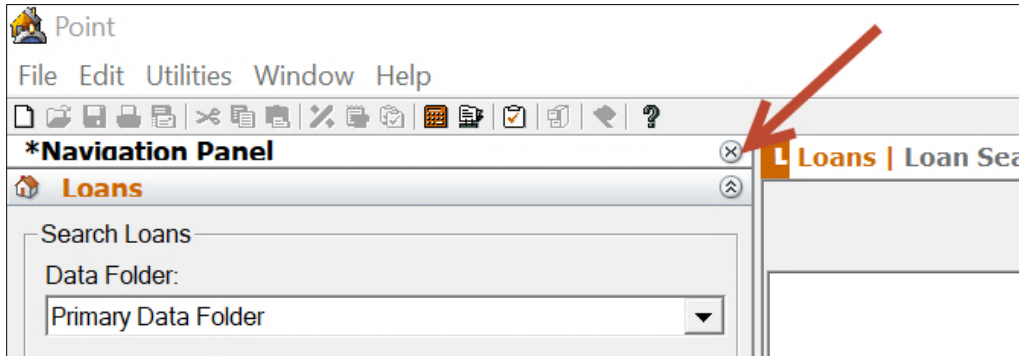 Point
File Edit Utilities Window Help
*Navigation Panel
L Loans | Loan Sea
Loans
Search Loans
Data Folder:
Primary Data Folder